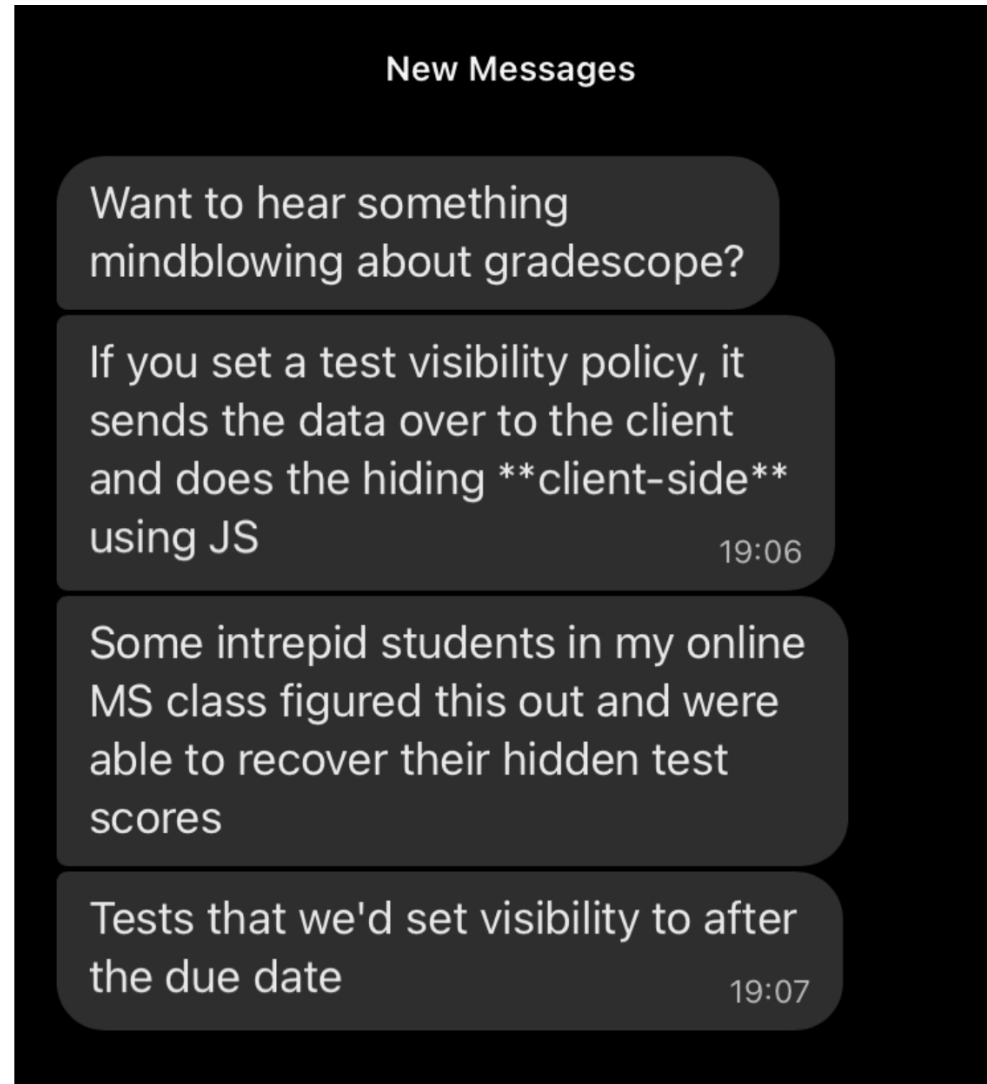 New Messages
Want to hear something
mindblowing about gradescope?
If you set a test visibility policy, it
sends the data over to the client
and does the hiding **client-side**
using JS
19:06
Some intrepid students in my online
MS class figured this out and were
able to recover their hidden test
scores
Tests that we'd set visibility to after
the due date
19:07